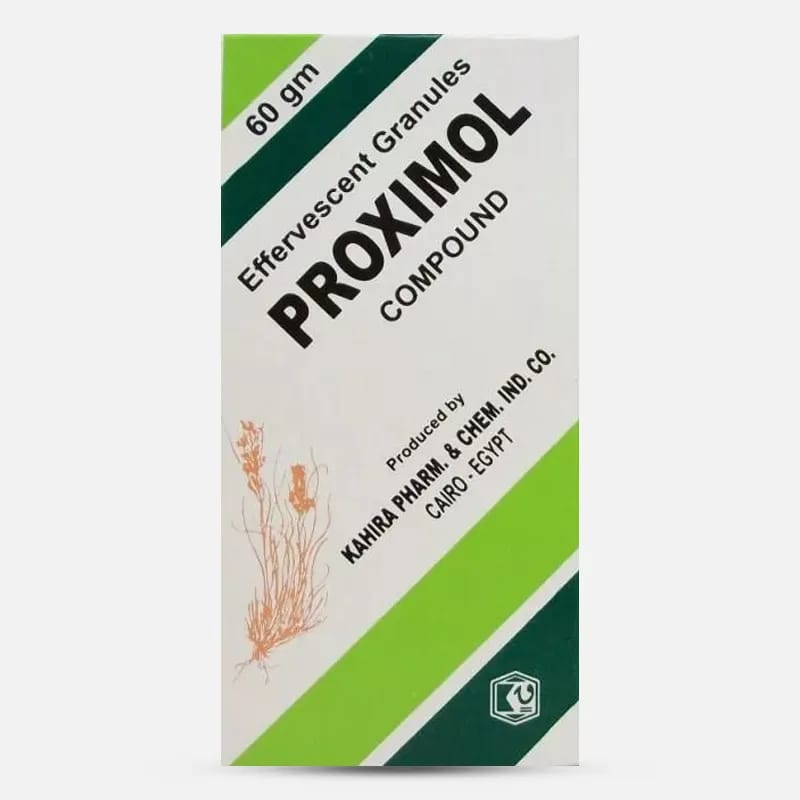 60 gm
Effervescent Granules
PROXIMOL
COMPOUND
Produced by
KAHIRA PHARM. & CHEM. IND. CO.
CAIRO - EGYPT